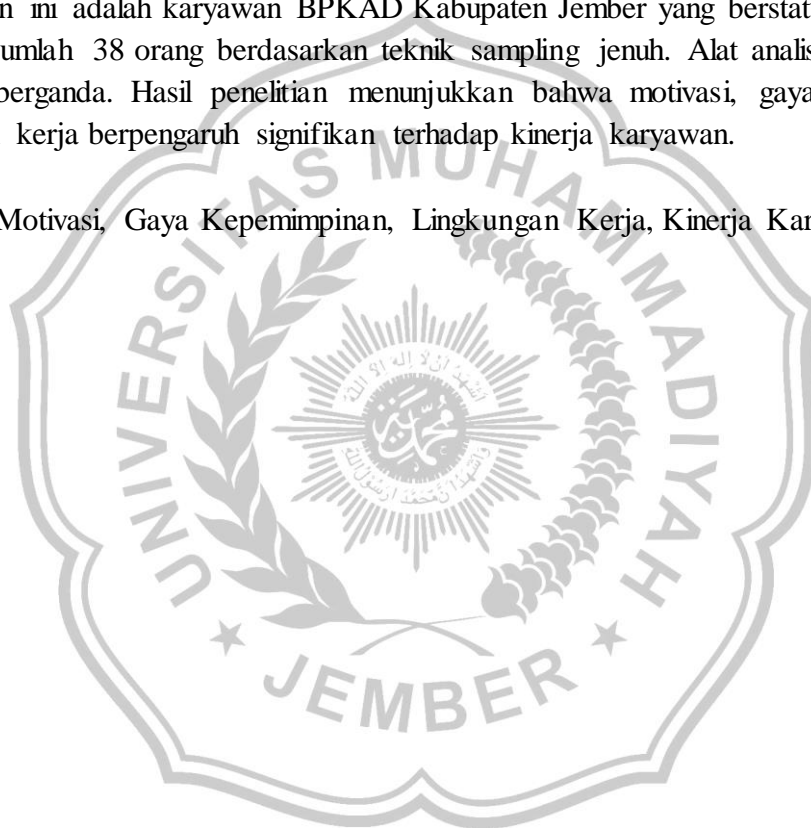 n ini adalah karyawan BPKAD Kabupaten Jember yang berstat
umlah 38 orang berdasarkan teknik sampling jenuh. Alat analis
berganda. Hasil penelitian menunjukkan bahwa motivasi, gaya
kerja berpengaruh signifikan terhadap kinerja karyawan.
Motivasi, Gaya Kepemimpinan, Lingkungan Kerja, Kinerja Kar
UNIVERSITAS MUHAMMADIYAH
JEMBER